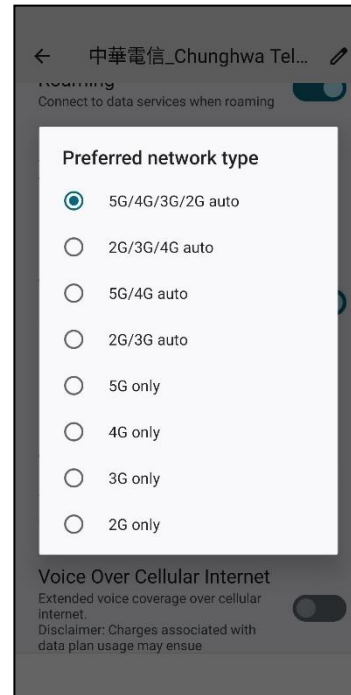 中華電信_Chunghwa Tel...
Roaming
Connect to data services when roaming
Preferred network type
5G/4G/3G/2G auto
2G/3G/4G auto
5G/4G auto
2G/3G auto
5G only
4G only
3G only
2G only
Voice Over Cellular Internet
Extended voice coverage over cellular
internet.
Disclaimer: Charges associated with
data plan usage may ensue